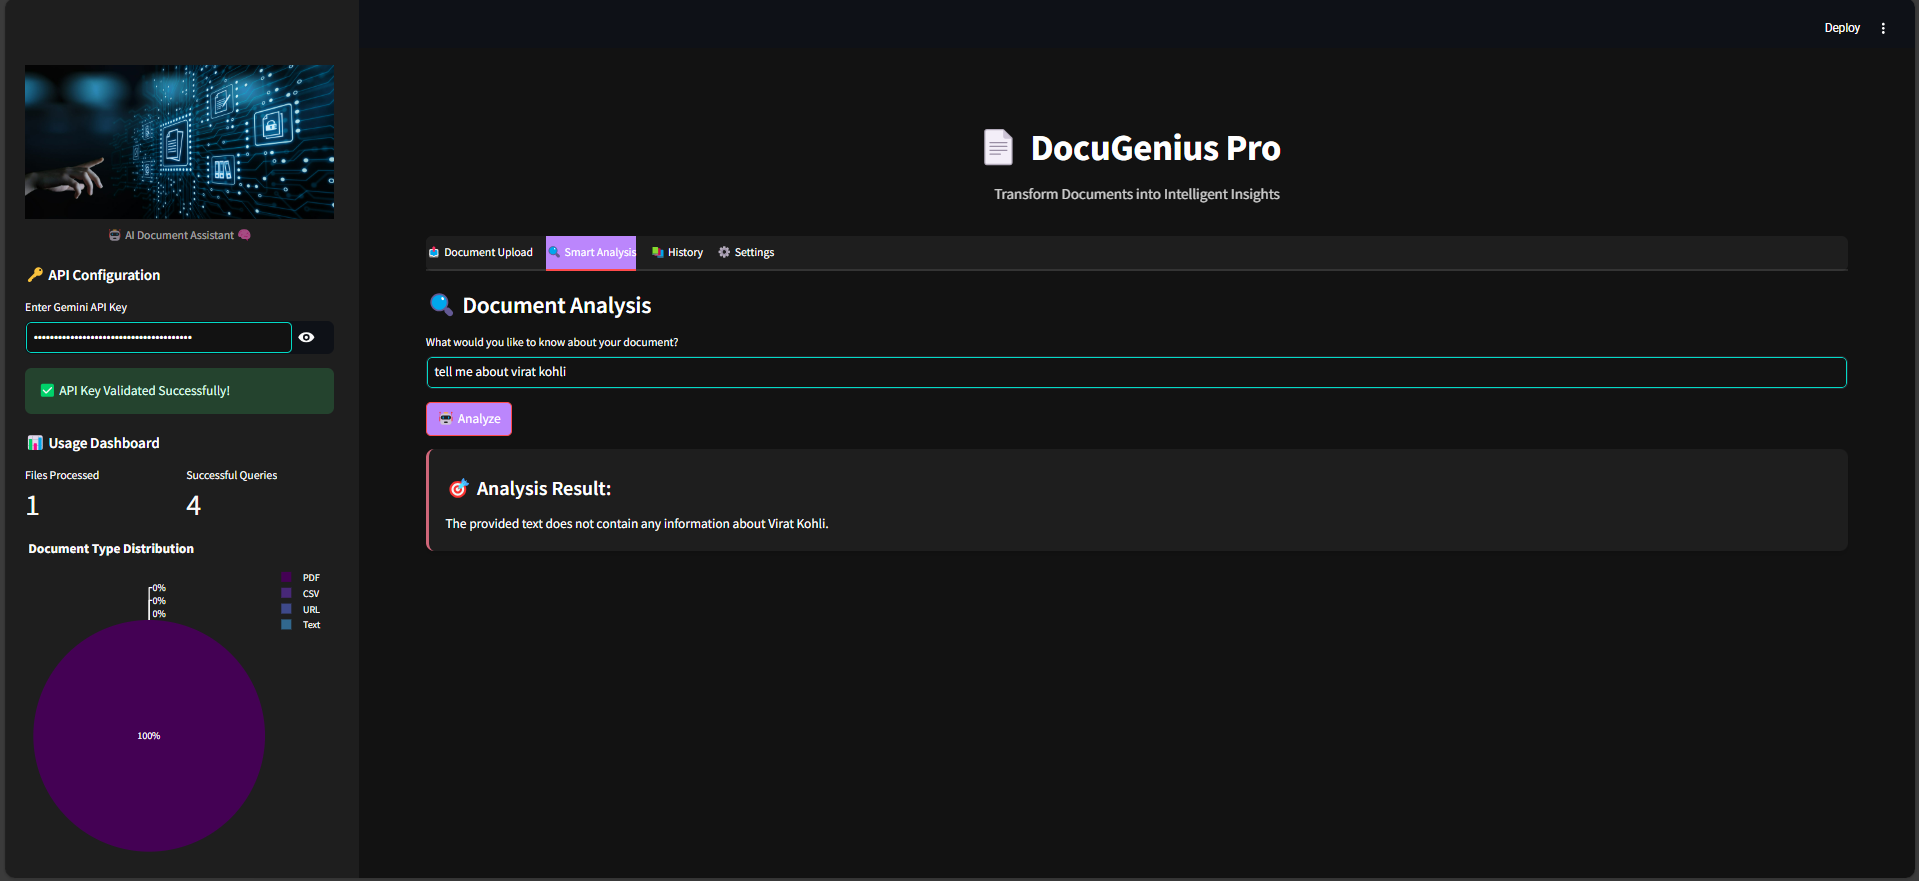 Deploy
AI Document Assistant
API Configuration
Enter Gemini API Key
•••••••••••••••••••••••••••••••••••••••
API Key Validated Successfully!
Usage Dashboard
Files Processed
Successful Queries
1
4
Document Type Distribution
PDF
CSV
URL
Text
0%
0%
0%
100%
DocuGenius Pro
Transform Documents into Intelligent Insights
Document Upload
Smart Analysis
History
Settings
Document Analysis
What would you like to know about your document?
tell me about virat kohli
Analyze
Analysis Result:
The provided text does not contain any information about Virat Kohli.